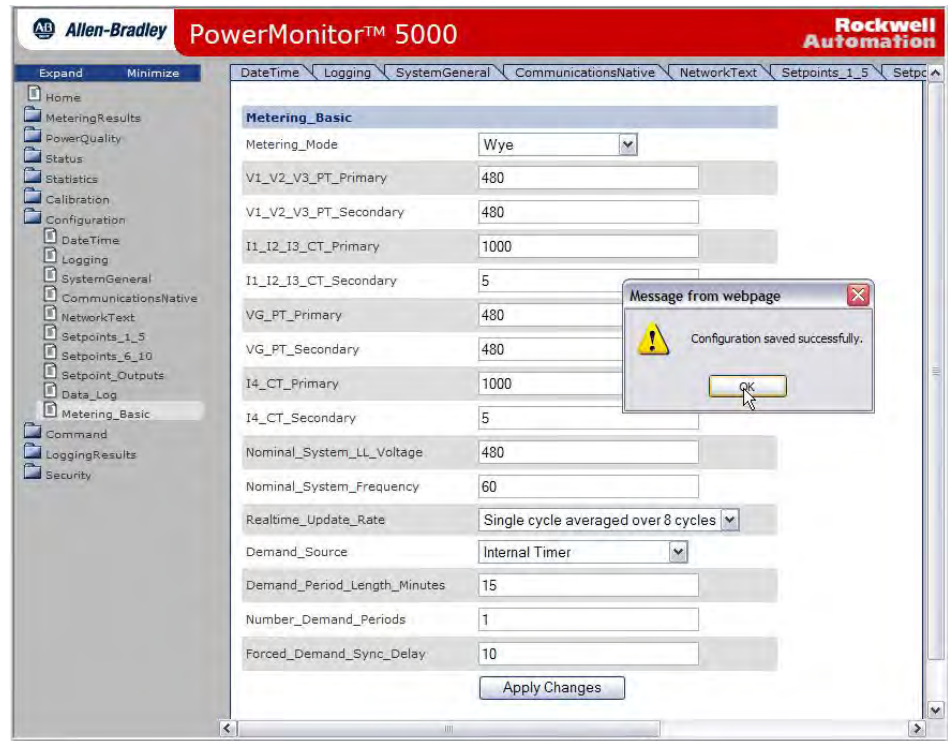 AB Allen-Bradley PowerMonitor™ 5000 Rockwell Automation
Expand Minimize
Home
MeteringResults
PowerQuality
Status
Statistics
Calibration
Configuration
DateTime
Logging
SystemGeneral
CommunicationsNative
NetworkText
Setpoints_1_5
Setpoints_6_10
Setpoint_Outputs
Data_Log
Metering_Basic
Command
LoggingResults
Security
DateTime Logging SystemGeneral CommunicationsNative NetworkText Setpoints_1_5 Setpo
Metering_Basic
Metering_Mode Wye
V1_V2_V3_PT_Primary 480
V1_V2_V3_PT_Secondary 480
I1_I2_I3_CT_Primary 1000
I1_I2_I3_CT_Secondary 5
VG_PT_Primary 480
VG_PT_Secondary 480
I4_CT_Primary 1000
I4_CT_Secondary 5
Nominal_System_LL_Voltage 480
Nominal_System_Frequency 60
Realtime_Update_Rate Single cycle averaged over 8 cycles
Demand_Source Internal Timer
Demand_Period_Length_Minutes 15
Number_Demand_Periods 1
Forced_Demand_Sync_Delay 10
Apply Changes
Message from webpage
Configuration saved successfully.
OK